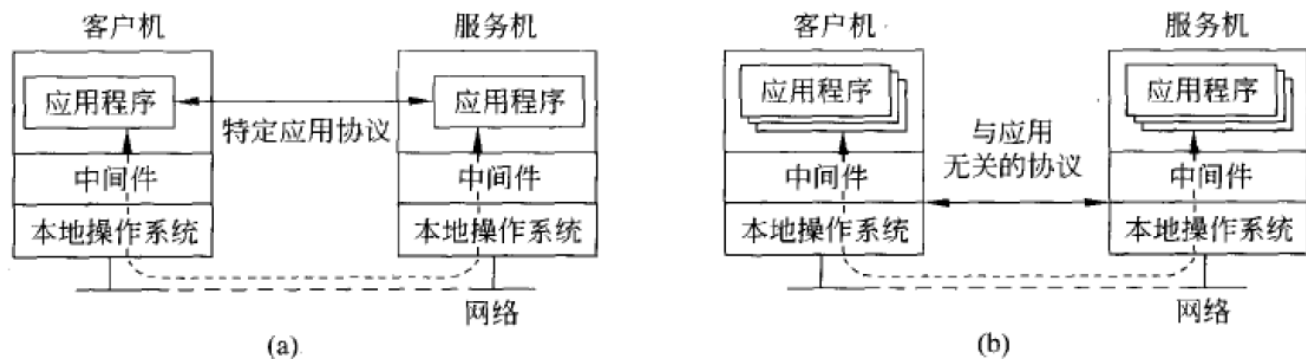 客户机
服务机
应用程序
应用程序
特定应用协议
中间件
中间件
本地操作系统
本地操作系统
网络
(a)
客户机
服务机
应用程序
应用程序
与应用
无关的协议
中间件
中间件
本地操作系统
本地操作系统
网络
(b)